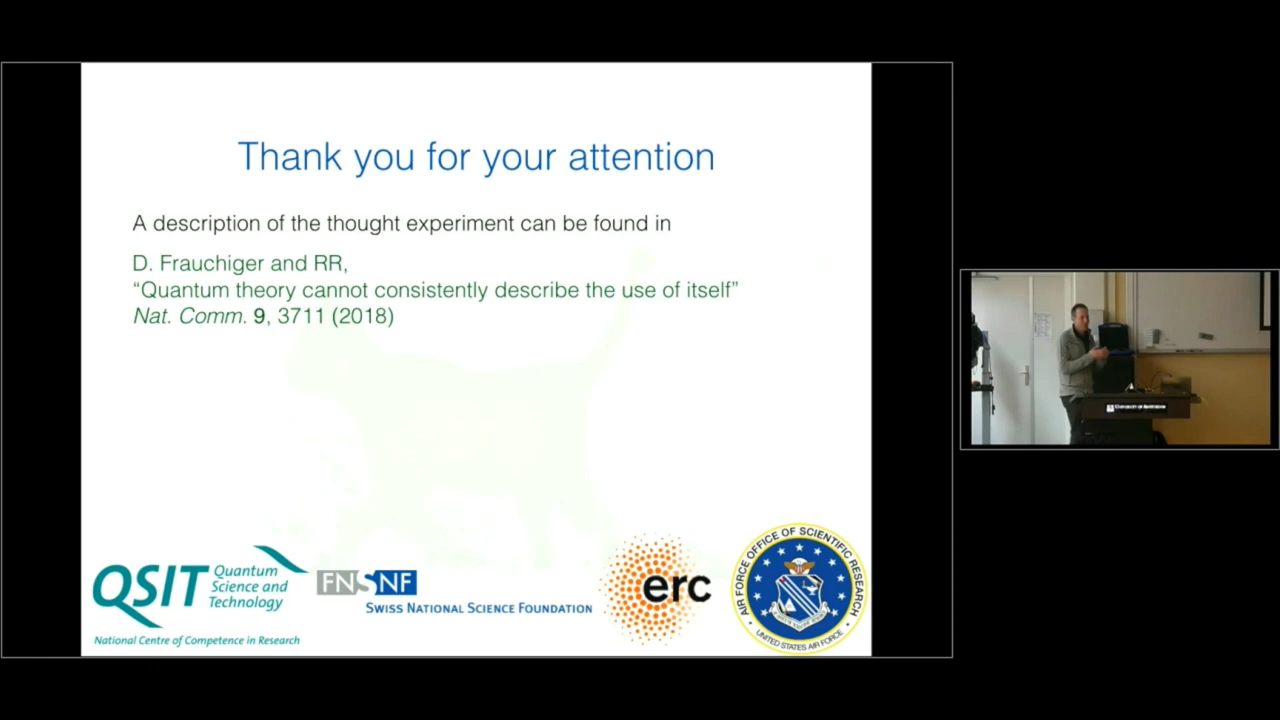 Thank you for your attention
A description of the thought experiment can be found in
D. Frauchiger and RR,
“Quantum theory cannot consistently describe the use of itself”
Nat. Comm. 9, 3711 (2018)
QSIT Quantum
Science and
Technology
National Centre of Competence in Research
FNSNF
SWISS NATIONAL SCIENCE FOUNDATION
erc
AIR FORCE OFFICE OF SCIENTIFIC RESEARCH
UNITED STATES AIR FORCE
UNIVERSITY OF AMSTERDAM